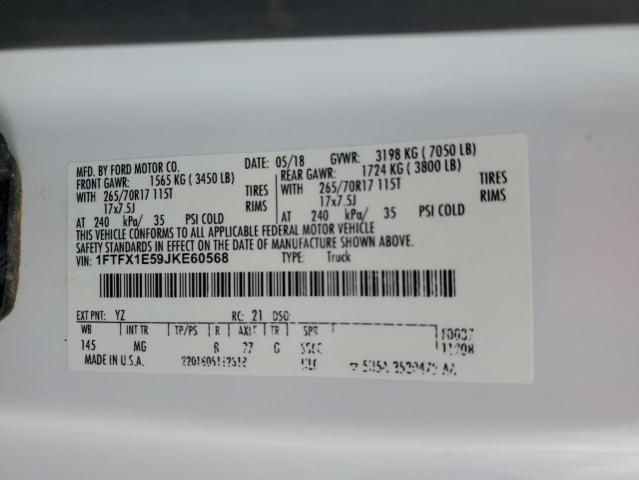 MFD. BY FORD MOTOR CO. DATE: 05/18 GVWR: 3198 KG ( 7050 LB)
FRONT GAWR: 1565 KG ( 3450 LB) REAR GAWR: 1724 KG ( 3800 LB)
WITH 265/70R17 115T TIRES WITH 265/70R17 115T TIRES
17x7.5J RIMS 17x7.5J RIMS
AT 240 kPa/ 35 PSI COLD AT 240 kPa/ 35 PSI COLD
THIS VEHICLE CONFORMS TO ALL APPLICABLE FEDERAL MOTOR VEHICLE
SAFETY STANDARDS IN EFFECT ON THE DATE OF MANUFACTURE SHOWN ABOVE.
VIN: 1FTFX1E59JKE60568 TYPE: Truck
EXT PNT: YZ RC: 21 DSO:
WB INT TR TP/PS R AXLE TR SPR
145 MG 27
MADE IN U.S.A.